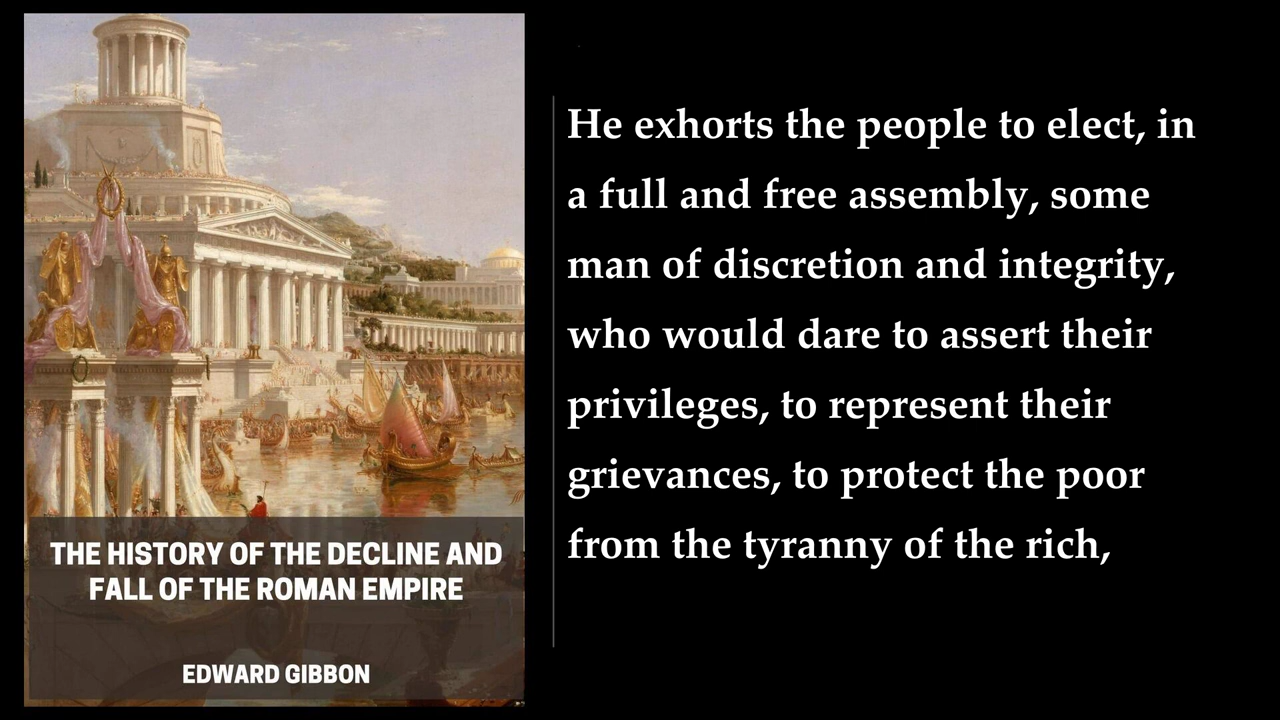 He exhorts the people to elect, in
a full and free assembly, some
man of discretion and integrity,
who would dare to assert their
privileges, to represent their
grievances, to protect the poor
from the tyranny of the rich,
THE HISTORY OF THE DECLINE AND
FALL OF THE ROMAN EMPIRE
EDWARD GIBBON